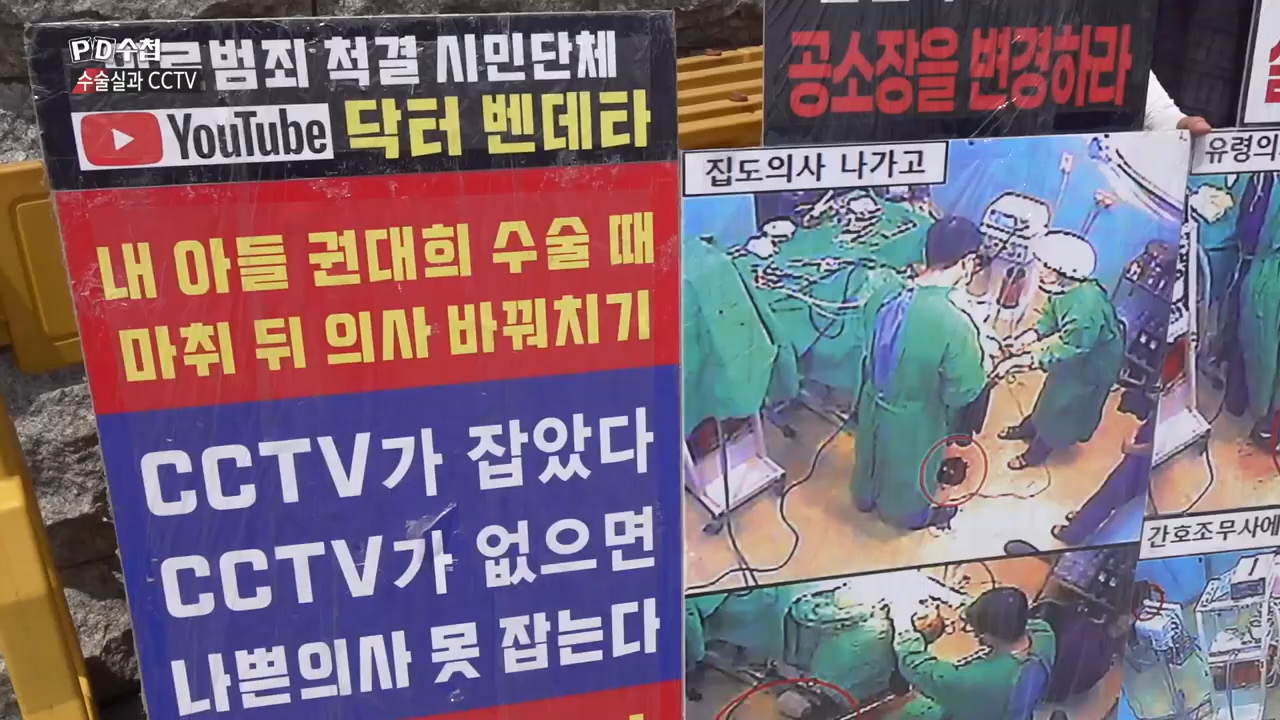 PD수첩
수술실과 CCTV
범죄 척결 시민단체
YouTube 닥터 벤데타
내 아들 권대희 수술 때
마취 뒤 의사 바꿔치기
CCTV가 잡았다
CCTV가 없으면
나쁜의사 못 잡는다
공소장을 변경하라
집도의사 나가고
유령의
간호조무사에